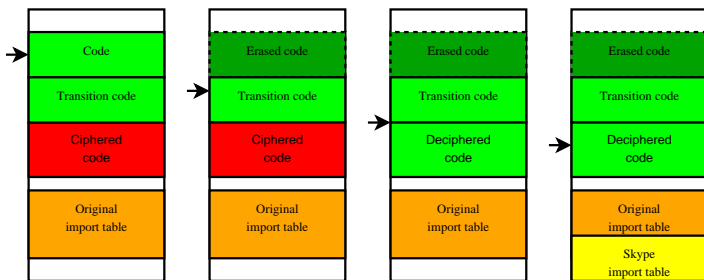 Code
Transition code
Ciphered
code
Original
import table
Erased code
Transition code
Ciphered
code
Original
import table
Erased code
Transition code
Deciphered
code
Original
import table
Erased code
Transition code
Deciphered
code
Original
import table
Skype
import table